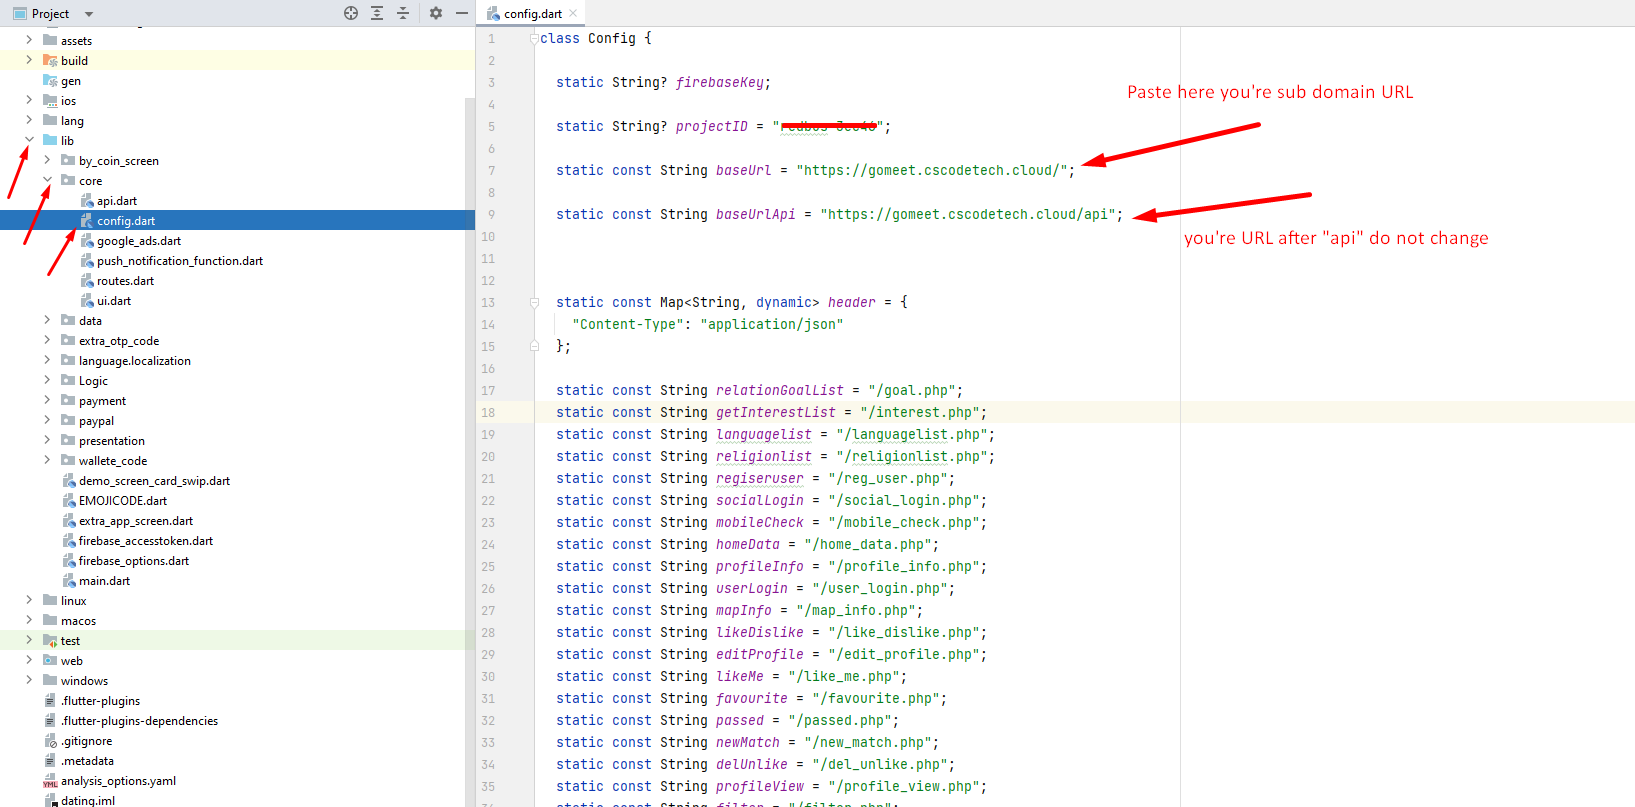 Project
assets
build
gen
ios
lang
lib
by_coin_screen
core
api.dart
config.dart
google_ads.dart
push_notification_function.dart
routes.dart
ui.dart
data
extra_otp_code
language.localization
Logic
payment
paypal
presentation
wallete_code
demo_screen_card_swip.dart
EMOJICODE.dart
extra_app_screen.dart
firebase_accesstoken.dart
firebase_options.dart
main.dart
linux
macos
test
web
windows
.flutter-plugins
.flutter-plugins-dependencies
.gitignore
.metadata
analysis_options.yaml
dating.iml
config.dart
1 class Config {
2
3 static String? firebaseKey;
4
5 static String? projectID = "";
6
7 static const String baseUrl = "https://gomeet.cscodetech.cloud/";
8
9 static const String baseUrlApi = "https://gomeet.cscodetech.cloud/api";
10
11
12
13 static const Map<String, dynamic> header = {
14 "Content-Type": "application/json"
15 };
16
17 static const String relationGoalList = "/goal.php";
18 static const String getInterestList = "/interest.php";
19 static const String languagelist = "/languagelist.php";
20 static const String religionlist = "/religionlist.php";
21 static const String regiseruser = "/reg_user.php";
22 static const String socialLogin = "/social_login.php";
23 static const String mobileCheck = "/mobile_check.php";
24 static const String homeData = "/home_data.php";
25 static const String profileInfo = "/profile_info.php";
26 static const String userLogin = "/user_login.php";
27 static const String mapInfo = "/map_info.php";
28 static const String likeDislike = "/like_dislike.php";
29 static const String editProfile = "/edit_profile.php";
30 static const String likeMe = "/like_me.php";
31 static const String favourite = "/favourite.php";
32 static const String passed = "/passed.php";
33 static const String newMatch = "/new_match.php";
34 static const String delUnlike = "/del_unlike.php";
35 static const String profileView = "/profile_view.php";
static const String filter = "/filter.php";
Paste here you're sub domain URL
you're URL after "api" do not change